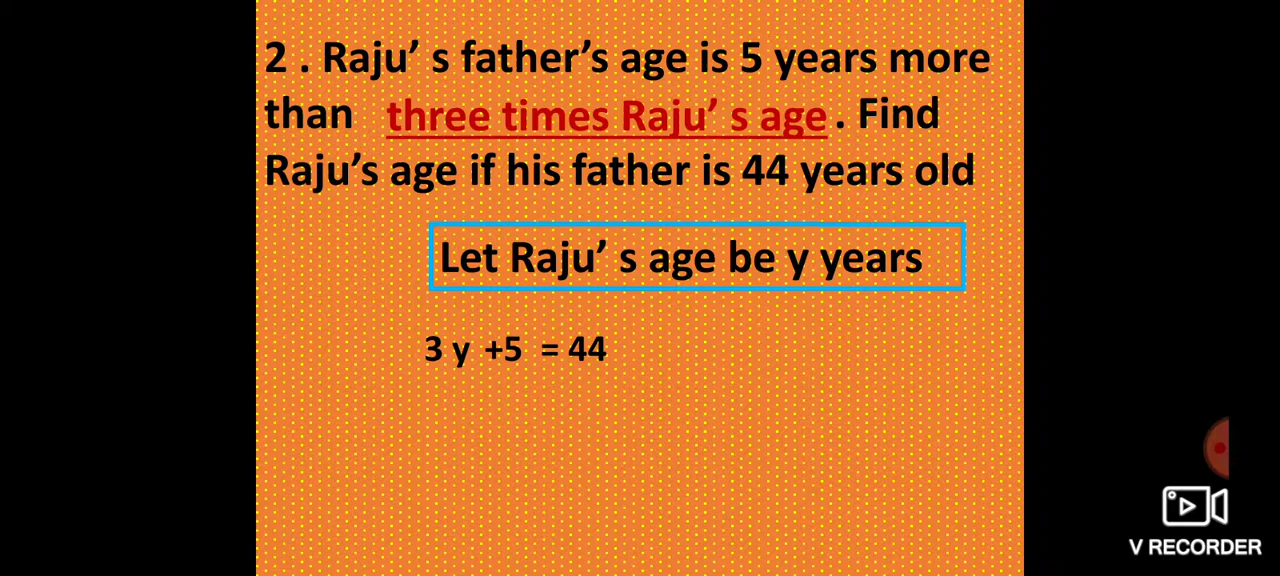 2 . Raju’ s father’s age is 5 years more
than three times Raju’ s age . Find
Raju’s age if his father is 44 years old
Let Raju’ s age be y years
3 y +5 = 44
V RECORDER